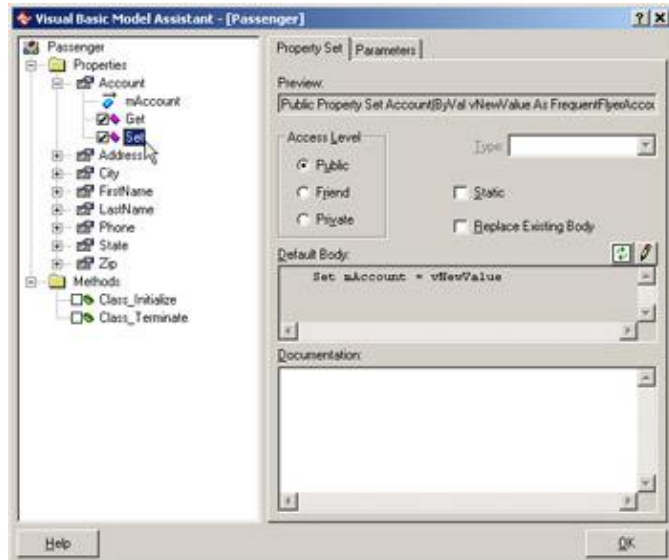 Visual Basic Model Assistant - [Passenger]
Passenger
Properties
Account
mAccount
Get
Set
Address
City
FirstName
LastName
Phone
State
Zip
Methods
Class_Initialize
Class_Terminate
Property Set
Parameters
Preview:
Public Property Set Account(ByVal vNewValue As FrequentFlyerAccou
Access Level
Public
Friend
Private
Type:
Static
Replace Existing Body
Default Body:
Set mAccount = vNewValue
Documentation:
Help
OK